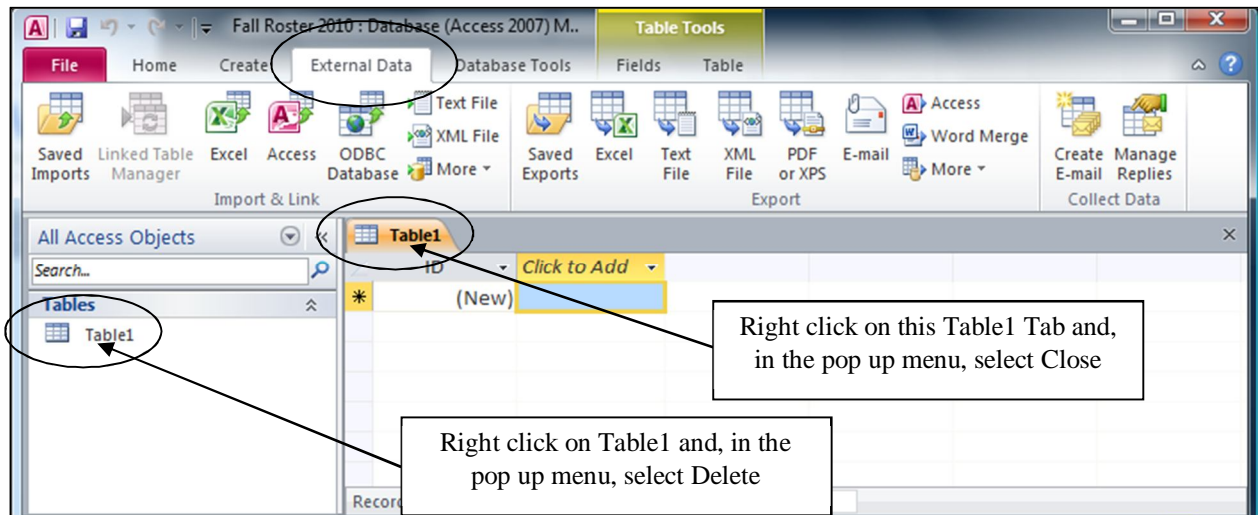 Fall Roster 2010 : Database (Access 2007) M..
Table Tools
File Home Create External Data Database Tools Fields Table
Saved Imports
Linked Table Manager
Excel
Access
ODBC Database
Text File
XML File
More
Import & Link
Saved Exports
Excel
Text File
XML File
PDF or XPS
E-mail
Access
Word Merge
More
Export
Create E-mail
Manage Replies
Collect Data
All Access Objects
Search...
Tables
Table1
Table1
ID Click to Add
(New)
Right click on this Table1 Tab and,
in the pop up menu, select Close
Right click on Table1 and, in the
pop up menu, select Delete
Recor